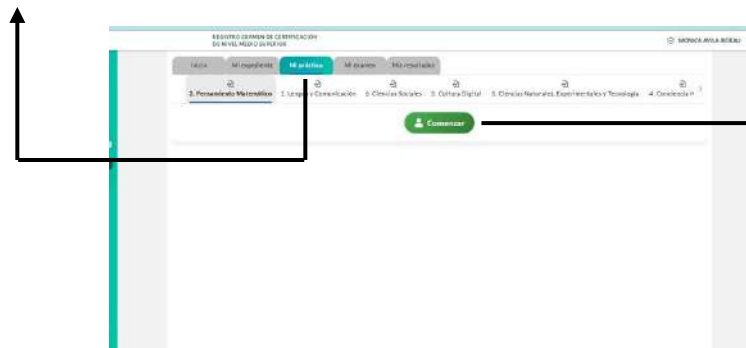 REGISTRO EXAMEN DE CERTIFICACIÓN
DE NIVEL MEDIO SUPERIOR
MONICA AVILA
Inicio Mi expediente Mi práctica Mi examen Mis resultados
2. Pensamiento Matemático 1. Lengua y Comunicación 6. Ciencias Sociales 3. Cultura Digital 5. Ciencias Naturales, Experimentales y Tecnología 4. Conciencia H
Comenzar